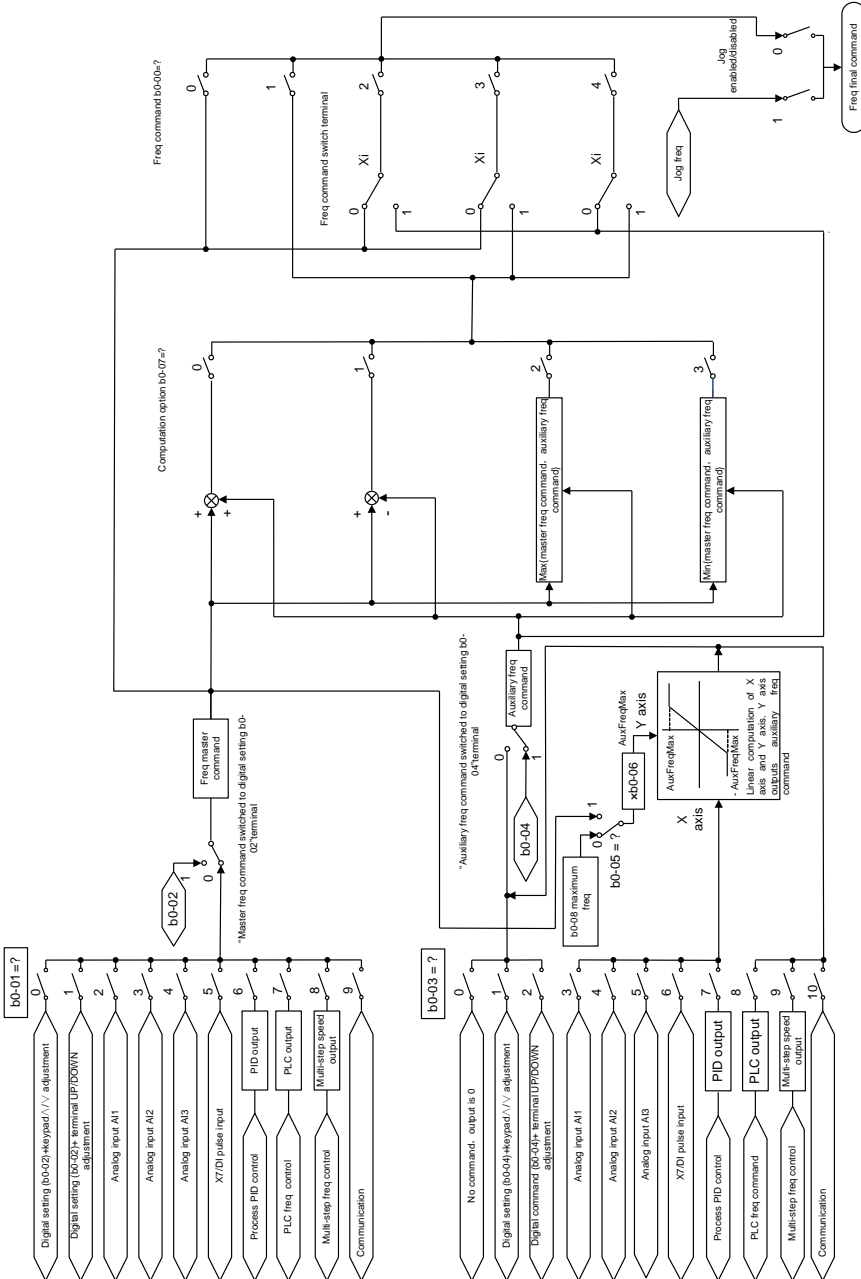 b0-01 = ?
0
Digital setting (b0-02)+keypad∧/∨ adjustment
1
Digital setting (b0-02)+ terminal UP/DOWN
adjustment
2
Analog input AI1
3
Analog input AI2
4
Analog input AI3
5
X7/DI pulse input
6
PID output
Process PID control
7
PLC output
PLC freq control
8
Multi-step speed
output
Multi-step freq control
9
Communication
b0-02
1
0
"Master freq command switched to digital setting b0-
02"terminal
Freq master
command
b0-03 = ?
0
No command, output is 0
1
Digital setting (b0-04)+keypad∧/∨ adjustment
2
Digital command (b0-04)+ terminal UP/DOWN
adjustment
3
Analog input AI1
4
Analog input AI2
5
Analog input AI3
6
X7/DI pulse input
7
PID output
Process PID control
8
PLC output
PLC freq command
9
Multi-step speed
output
Multi-step freq control
10
Communication
"Auxiliary freq command switched to digital setting b0-
04"terminal
0
1
b0-04
Auxiliary freq
command
b0-08 maximum
freq
0
1
b0-05 = ?
xb0-06
AuxFreqMax
Y axis
X
axis
AuxFreqMax
- AuxFreqMax
Linear computation of X
axis and Y axis. Y axis
outputs auxiliary freq
command
Computation option b0-07=?
+
+
0
+
-
1
Max{master freq command, auxiliary freq
command}
2
Min{master freq command, auxiliary freq
command}
3
Freq command b0-00=?
0
1
Freq command switch terminal
0
1
Xi
2
0
1
Xi
3
0
1
Xi
4
Jog freq
Jog
enabled/disabled
1
0
Freq final command